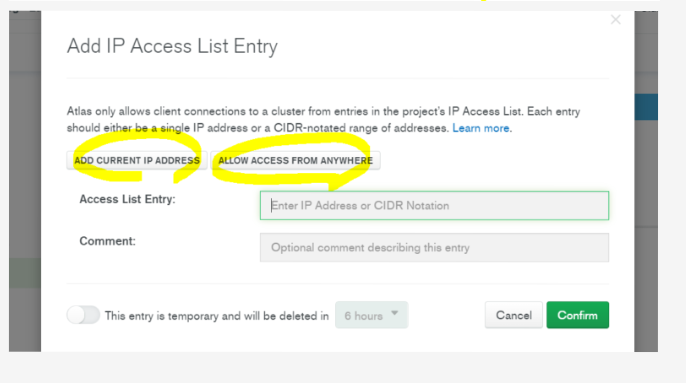 Add IP Access List Entry
Atlas only allows client connections to a cluster from entries in the project's IP Access List. Each entry
should either be a single IP address or a CIDR-notated range of addresses. Learn more.
ADD CURRENT IP ADDRESS ALLOW ACCESS FROM ANYWHERE
Access List Entry: Enter IP Address or CIDR Notation
Comment: Optional comment describing this entry
This entry is temporary and will be deleted in 6 hours Cancel Confirm